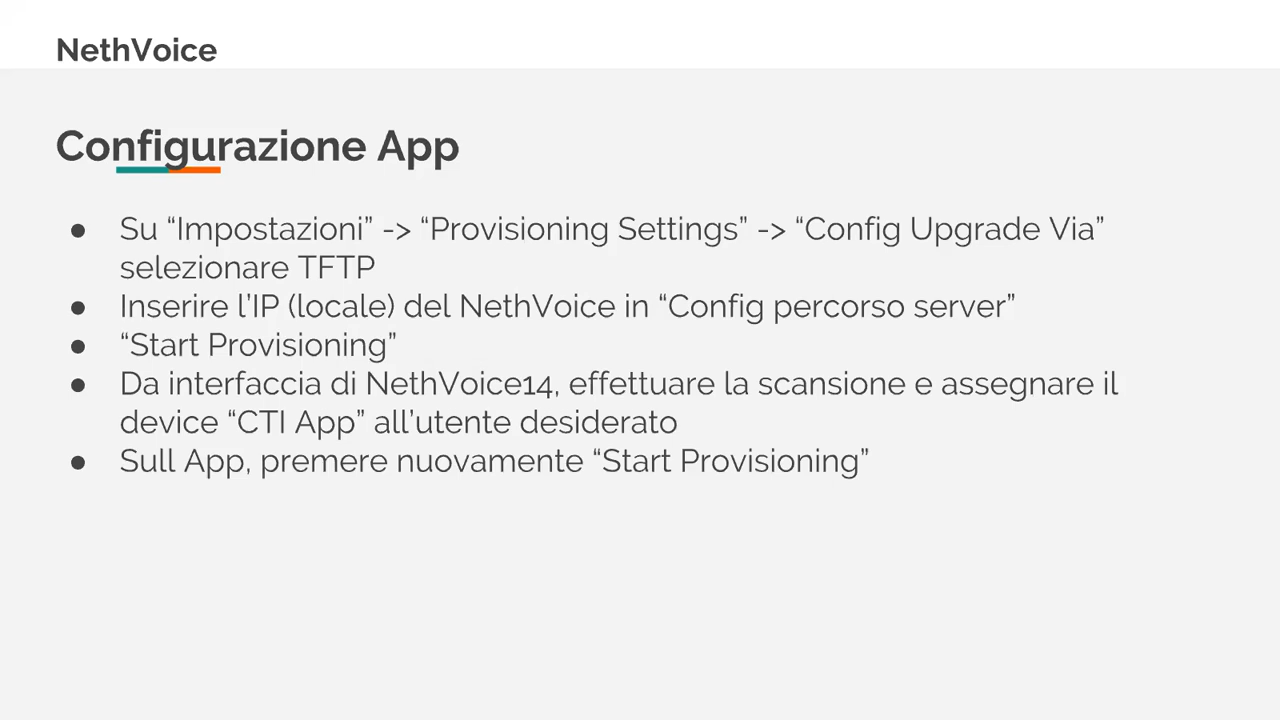 NethVoice
Configurazione App
● Su “Impostazioni” -> “Provisioning Settings” -> “Config Upgrade Via”
selezionare TFTP
● Inserire l’IP (locale) del NethVoice in “Config percorso server”
● “Start Provisioning”
● Da interfaccia di NethVoice14, effettuare la scansione e assegnare il
device “CTI App” all’utente desiderato
● Sull App, premere nuovamente “Start Provisioning”